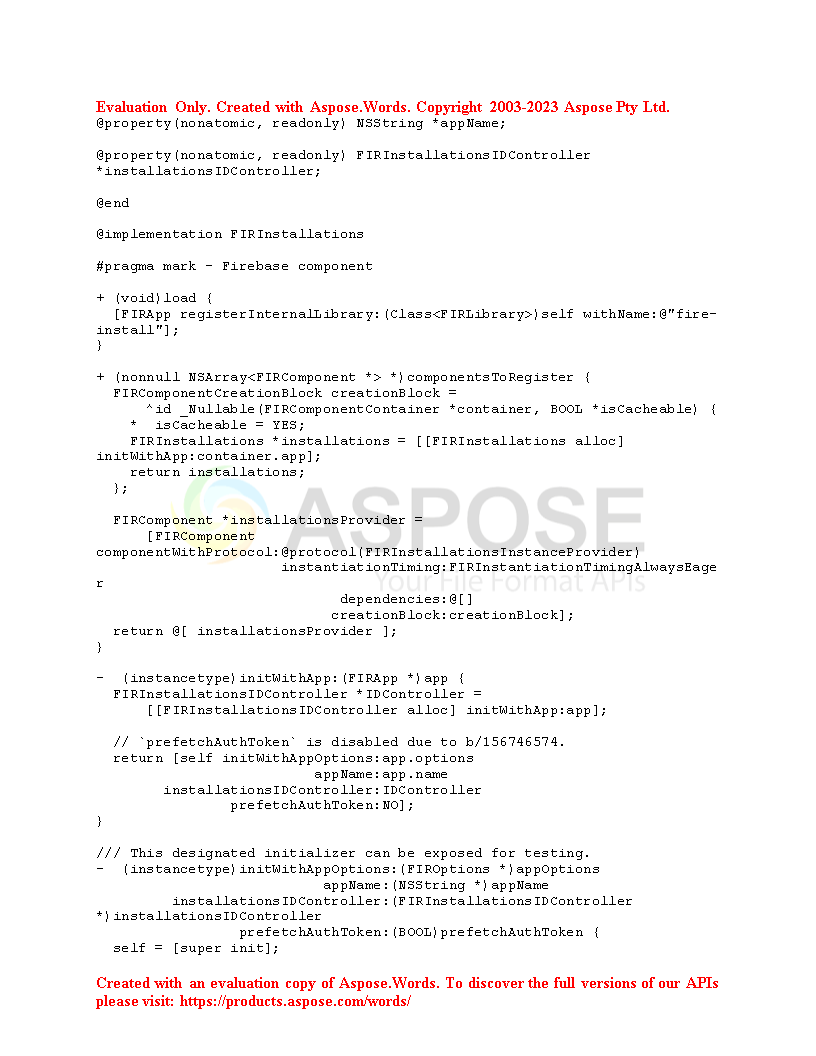 Evaluation Only. Created with Aspose.Words. Copyright 2003-2023 Aspose Pty Ltd.
@property(nonatomic, readonly) NSString *appName;
@property(nonatomic, readonly) FIRInstallationsIDController
*installationsIDController;
@end
@implementation FIRInstallations
#pragma mark - Firebase component
+ (void)load {
[FIRApp registerInternalLibrary:(Class<FIRLibrary>)self withName:@"fire-
install"];
}
+ (nonnull NSArray<FIRComponent *> *)componentsToRegister {
FIRComponentCreationBlock creationBlock =
^id _Nullable(FIRComponentContainer *container, BOOL *isCacheable) {
* isCacheable = YES;
FIRInstallations *installations = [[FIRInstallations alloc]
initWithApp:container.app];
return installations;
};
ASPOSE
Your File Format APIs
FIRComponent *installationsProvider =
[FIRComponent
componentWithProtocol:@protocol(FIRInstallationsInstanceProvider)
instantiationTiming:FIRInstantiationTimingAlwaysEage
r
dependencies:@[]
creationBlock:creationBlock];
return @[ installationsProvider ];
}
- (instancetype)initWithApp:(FIRApp *)app {
FIRInstallationsIDController *IDController =
[[FIRInstallationsIDController alloc] initWithApp:app];
// `prefetchAuthToken` is disabled due to b/156746574.
return [self initWithAppOptions:app.options
appName:app.name
installationsIDController:IDController
prefetchAuthToken:NO];
}
/// This designated initializer can be exposed for testing.
- (instancetype)initWithAppOptions:(FIROptions *)appOptions
appName:(NSString *)appName
installationsIDController:(FIRInstallationsIDController
*)installationsIDController
prefetchAuthToken:(BOOL)prefetchAuthToken {
self = [super init];
Created with an evaluation copy of Aspose.Words. To discover the full versions of our APIs
please visit: https://products.aspose.com/words/